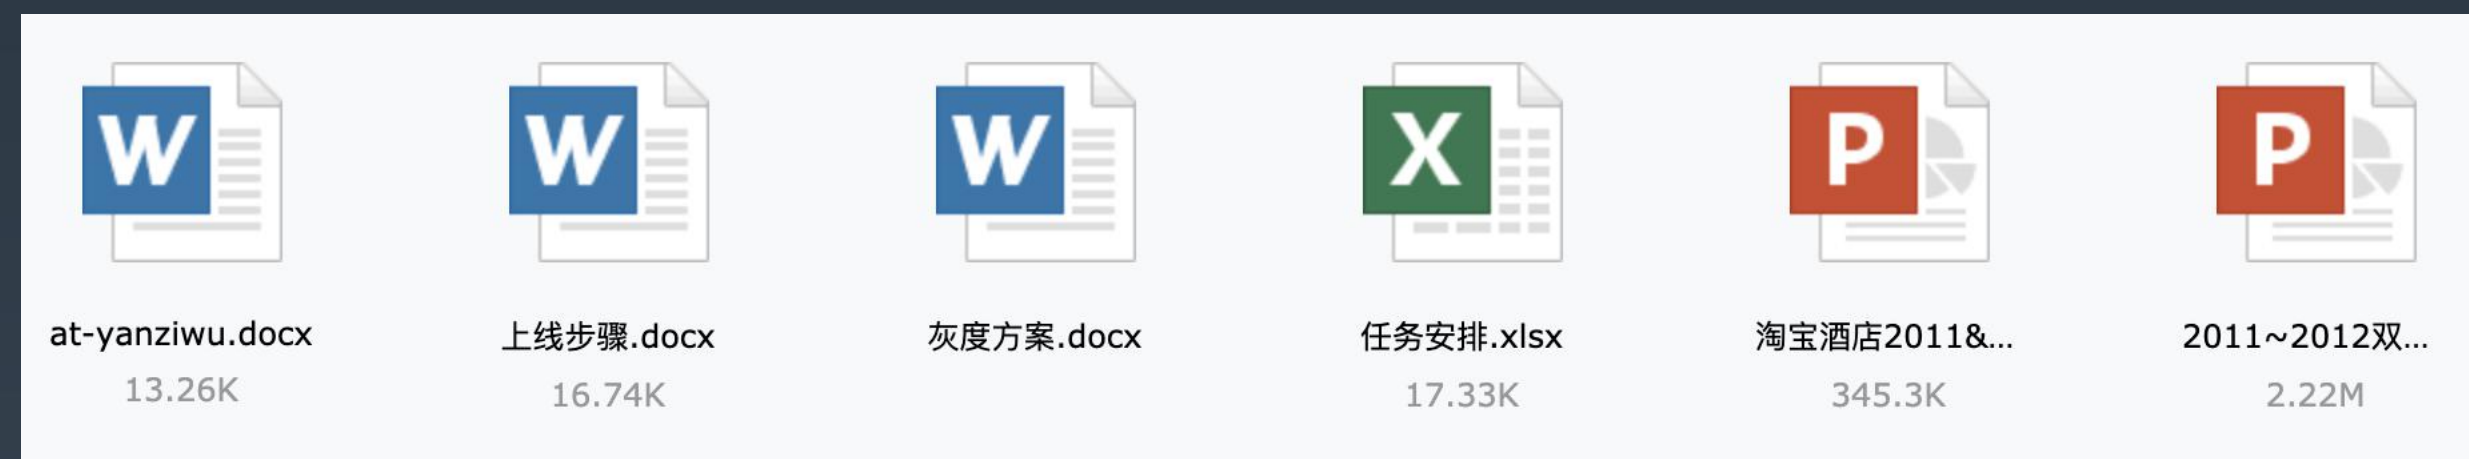 W
W
W
X
P
P
at-yanziwu.docx
上线步骤.docx
灰度方案.docx
任务安排.xlsx
淘宝酒店2011&...
2011~2012双...
13.26K
16.74K
17.33K
345.3K
2.22M